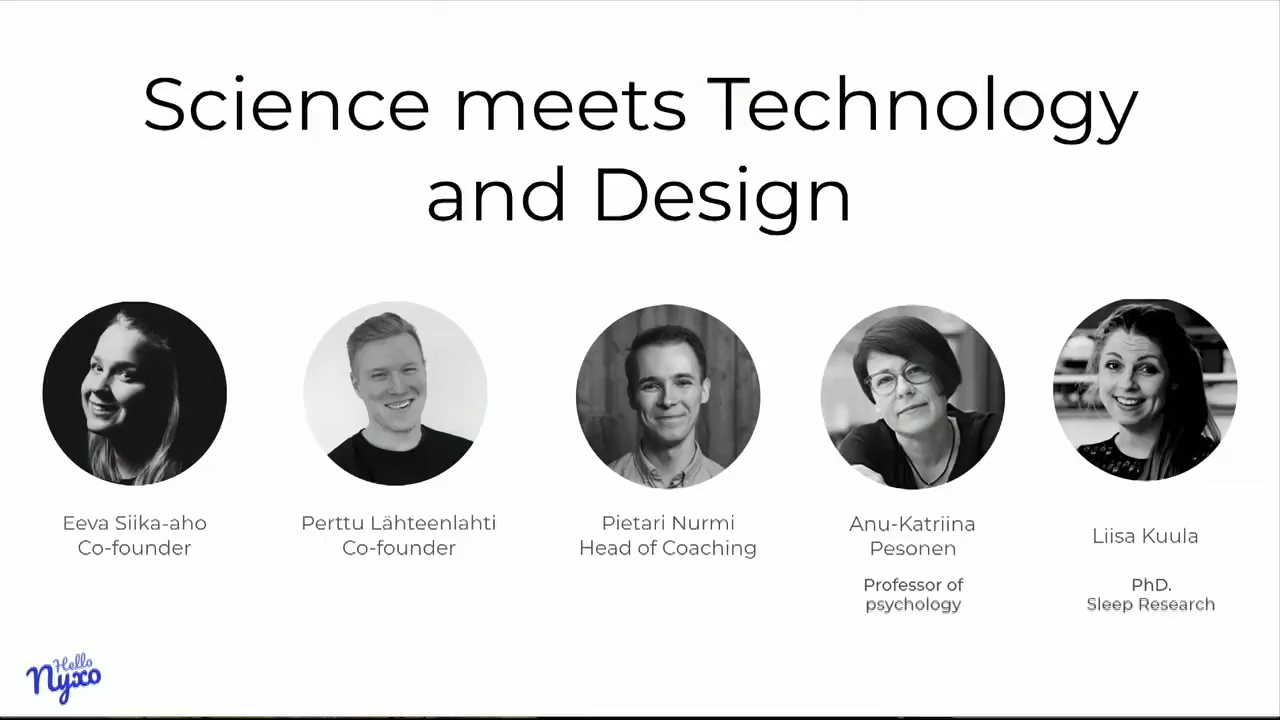 Science meets Technology
and Design
Eeva Siika-aho
Co-founder
Perttu Lähteenlahti
Co-founder
Pietari Nurmi
Head of Coaching
Anu-Katriina
Pesonen
Professor of
psychology
Liisa Kuula
PhD.
Sleep Research
Hello
Nyxo